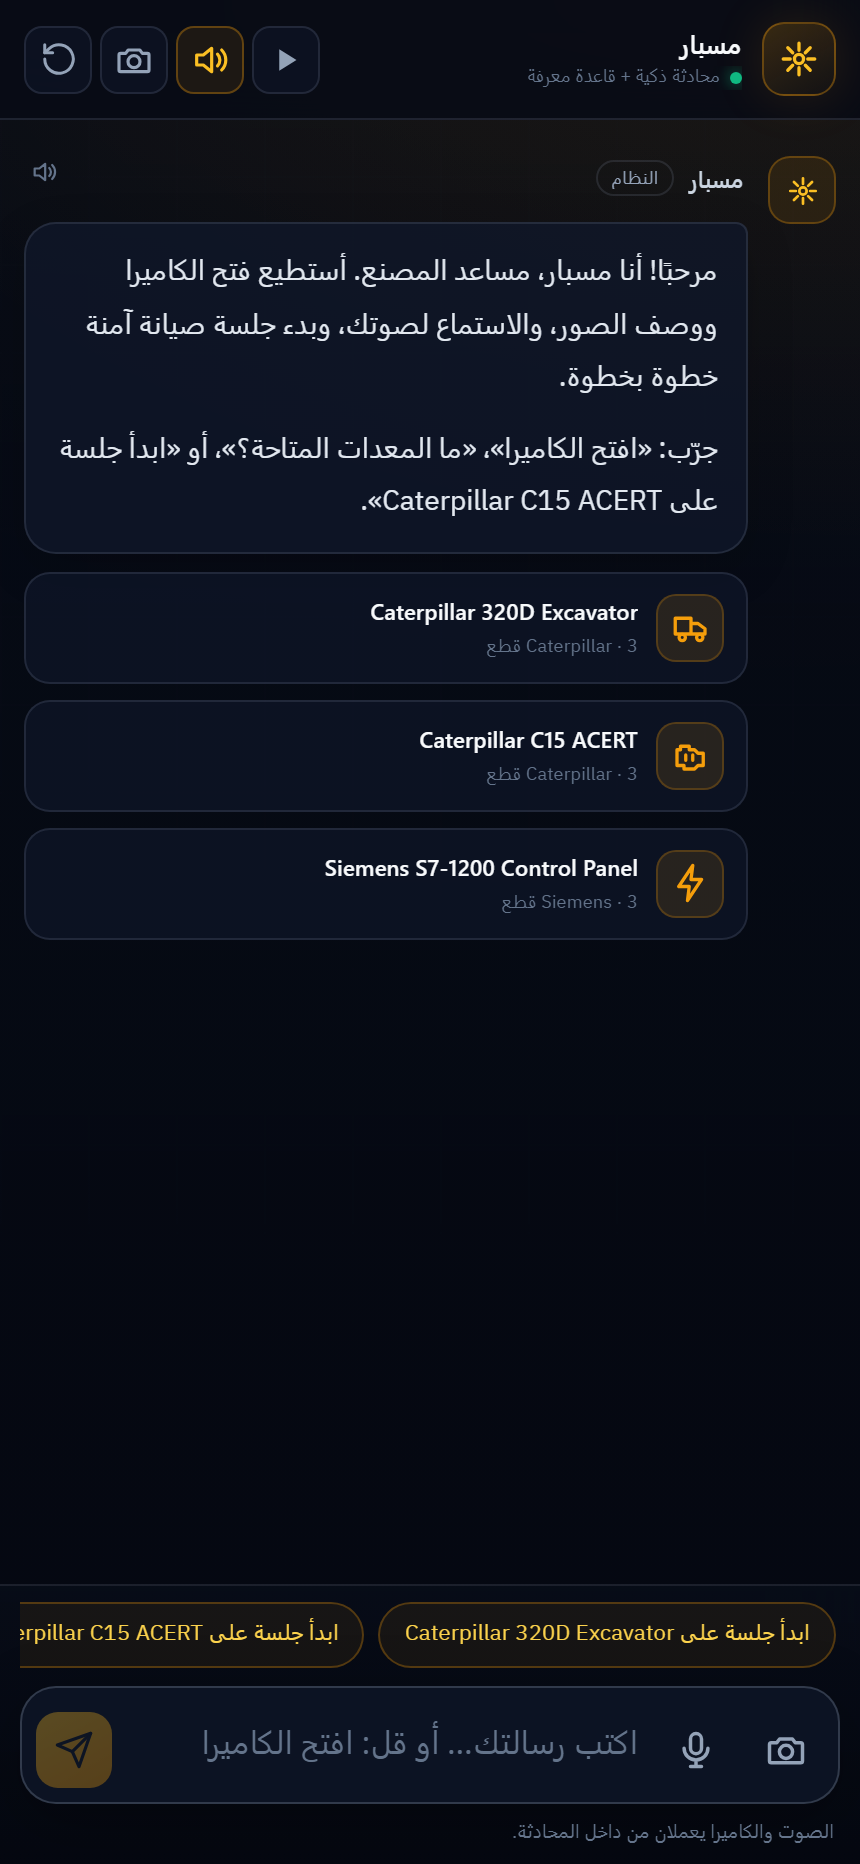 مسبار
محادثة ذكية + قاعدة معرفة
مسبار
النظام
مرحبًا! أنا مسبار، مساعد المصنع. أستطيع فتح الكاميرا
ووصف الصور، والاستماع لصوتك، وبدء جلسة صيانة آمنة
خطوة بخطوة.
جرّب: «افتح الكاميرا»، «ما المعدات المتاحة؟»، أو «ابدأ جلسة
على Caterpillar C15 ACERT».
Caterpillar 320D Excavator
Caterpillar · 3 قطع
Caterpillar C15 ACERT
Caterpillar · 3 قطع
Siemens S7-1200 Control Panel
Siemens · 3 قطع
ابدأ جلسة على Caterpillar 320D Excavator
ابدأ جلسة على erpillar C15 ACERT
اكتب رسالتك... أو قل: افتح الكاميرا
الصوت والكاميرا يعملان من داخل المحادثة.